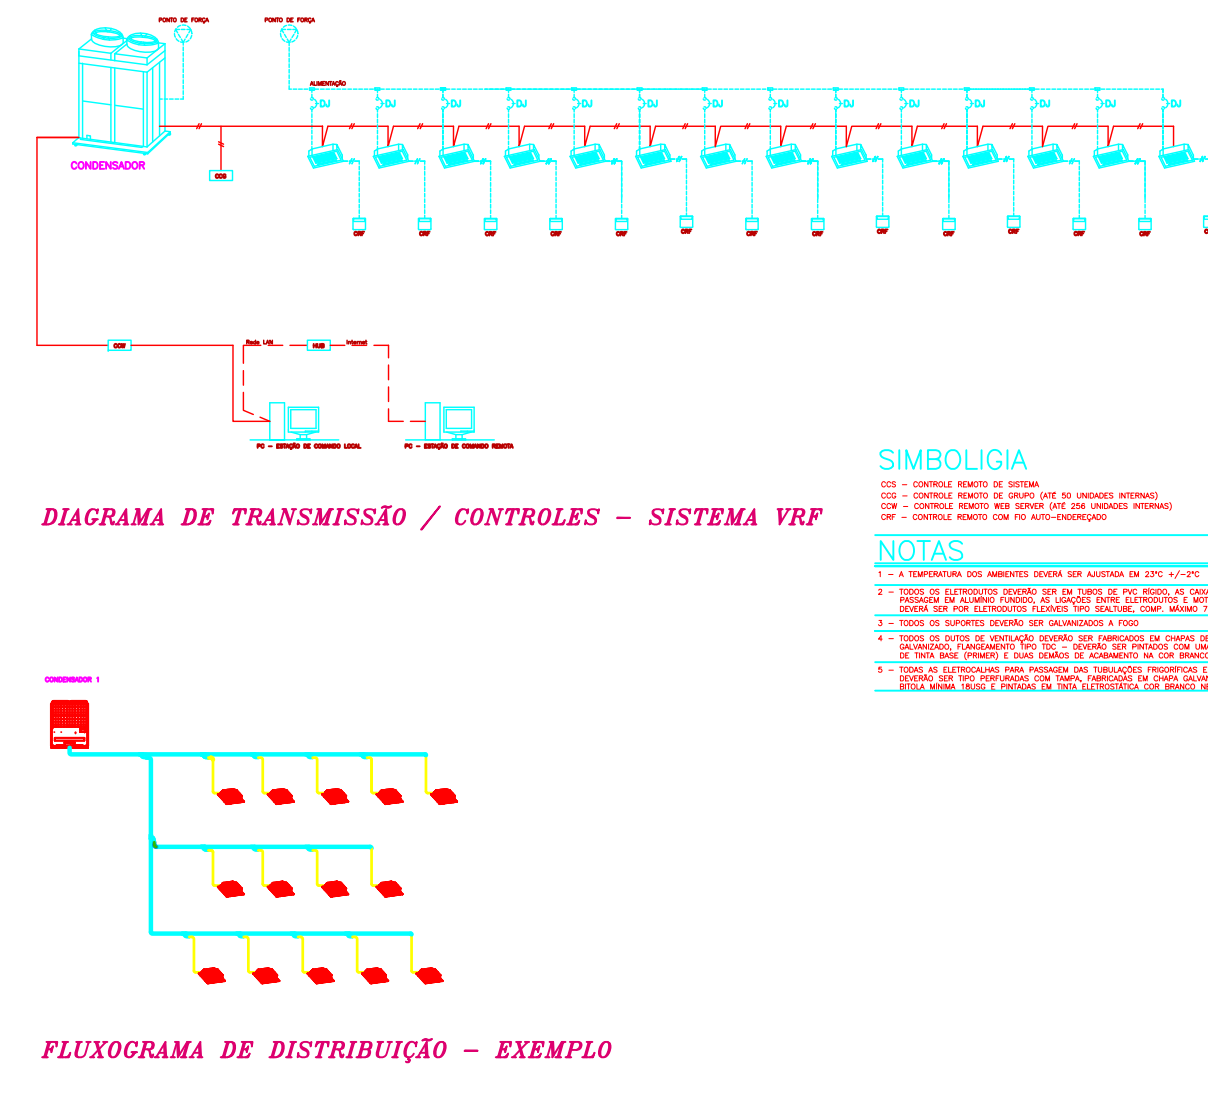 PONTO DE FORÇA
PONTO DE FORÇA
ALIMENTAÇÃO
DJ DJ DJ DJ DJ DJ DJ DJ DJ DJ DJ DJ DJ DJ
CONDENSADOR
CCG
CRF CRF CRF CRF CRF CRF CRF CRF CRF CRF CRF CRF CRF
CCW
Rede LAN
HUB
Internet
PC - ESTAÇÃO DE COMANDO LOCAL
PC - ESTAÇÃO DE COMANDO REMOTA
DIAGRAMA DE TRANSMISSÃO / CONTROLES - SISTEMA VRF
SIMBOLIGIA
CCS - CONTROLE REMOTO DE SISTEMA
CCG - CONTROLE REMOTO DE GRUPO (ATÉ 50 UNIDADES INTERNAS)
CCW - CONTROLE REMOTO WEB SERVER (ATÉ 256 UNIDADES INTERNAS)
CRF - CONTROLE REMOTO COM FIO AUTO-ENDEREÇADO
NOTAS
1 - A TEMPERATURA DOS AMBIENTES DEVERÁ SER AJUSTADA EM 23°C +/-2°C
2 - TODOS OS ELETRODUTOS DEVERÃO SER EM TUBOS DE PVC RÍGIDO, AS CAIXA
PASSAGEM EM ALUMÍNIO FUNDIDO, AS LIGAÇÕES ENTRE ELETRODUTOS E MOT
DEVERÁ SER POR ELETRODUTOS FLEXÍVEIS TIPO SEALTUBE, COMP. MÁXIMO 7
3 - TODOS OS SUPORTES DEVERÃO SER GALVANIZADOS A FOGO
4 - TODOS OS DUTOS DE VENTILAÇÃO DEVERÃO SER FABRICADOS EM CHAPAS DE
GALVANIZADO, FLANGEAMENTO TIPO TDC - DEVERÃO SER PINTADOS COM UMA
DE TINTA BASE (PRIMER) E DUAS DEMÃOS DE ACABAMENTO NA COR BRANCO
5 - TODAS AS ELETROCALHAS PARA PASSAGEM DAS TUBULAÇÕES FRIGORÍFICAS E
DEVERÃO SER TIPO PERFURADAS COM TAMPA, FABRICADAS EM CHAPA GALVAN
BITOLA MÍNIMA 18USG E PINTADAS EM TINTA ELETROSTÁTICA COR BRANCO NE
CONDENSADOR 1
FLUXOGRAMA DE DISTRIBUIÇÃO - EXEMPLO